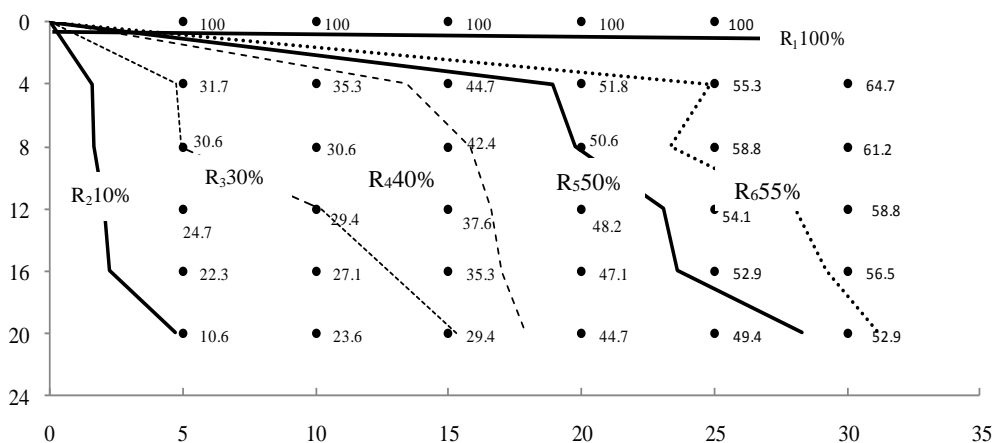 0 100 100 100 100 100
R₁100%
4 31.7 35.3 44.7 51.8 55.3 64.7
8 30.6 30.6 42.4 50.6 58.8 61.2
R₂10% R₃30% R₄40% R₅50% R₆55%
12 24.7 29.4 37.6 48.2 54.1 58.8
16 22.3 27.1 35.3 47.1 52.9 56.5
20 10.6 23.6 29.4 44.7 49.4 52.9
24
0 5 10 15 20 25 30 35